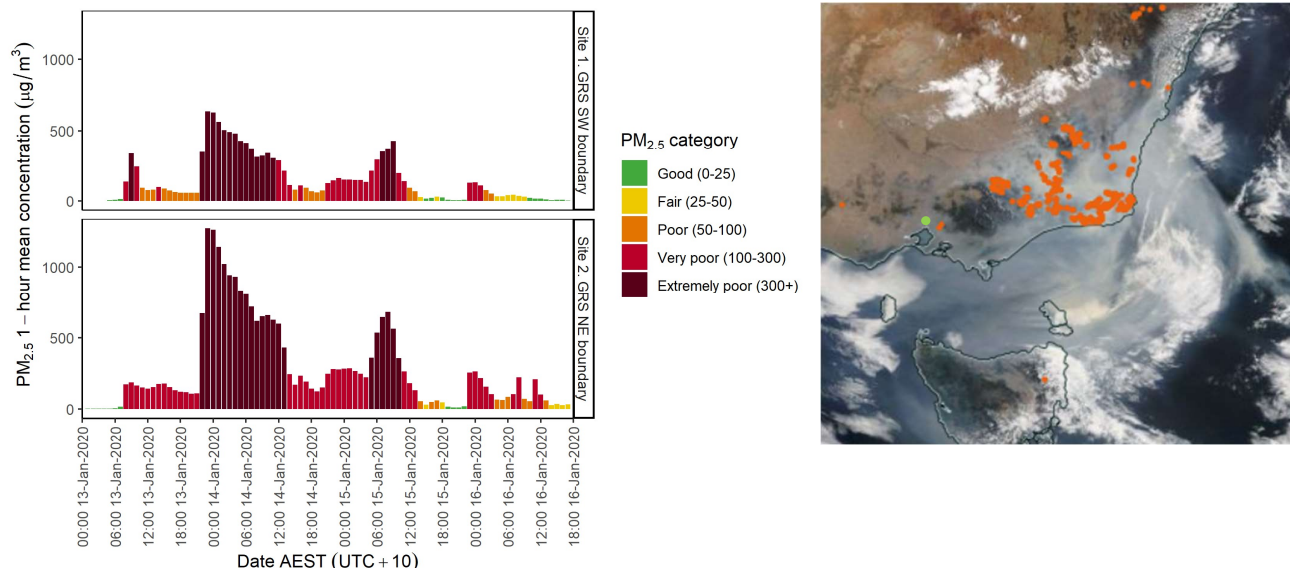 PM2.5 1-hour mean concentration (μg/m3)
1000
500
0
Site 1. GRS SW boundary
1000
500
0
Site 2. GRS NE boundary
00:00 13-Jan-2020
06:00 13-Jan-2020
12:00 13-Jan-2020
18:00 13-Jan-2020
00:00 14-Jan-2020
06:00 14-Jan-2020
12:00 14-Jan-2020
18:00 14-Jan-2020
00:00 15-Jan-2020
06:00 15-Jan-2020
12:00 15-Jan-2020
18:00 15-Jan-2020
00:00 16-Jan-2020
06:00 16-Jan-2020
12:00 16-Jan-2020
18:00 16-Jan-2020
Date AEST (UTC + 10)
PM2.5 category
Good (0-25)
Fair (25-50)
Poor (50-100)
Very poor (100-300)
Extremely poor (300+)